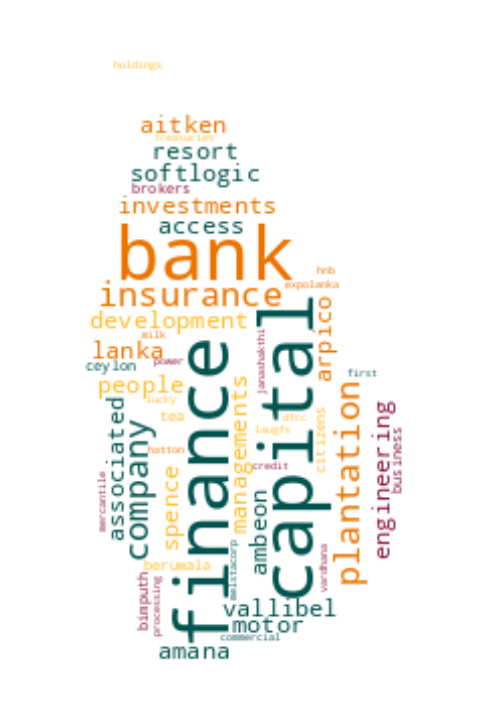 holdings
aitken
treasuries
resort
softlogic
brokers
investments
access
bank
hnb
expolanka
insurance
development
capital
arpico
milk
lanka
power
janashakthi
ceylon
first
finance
people
managements
lucky
plantation
associated
tea
dfcc
citizens
engineering
business
company
laugfs
hatton
credit
spence
mercantile
ambeon
melstacorp
vardhana
berumala
bimputh
processing
vallibel
motor
commercial
amana